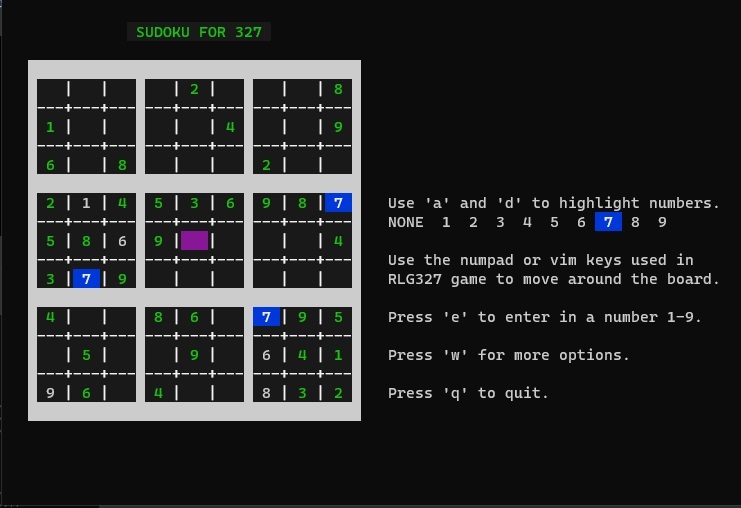 SUDOKU FOR 327
| | | 2 | | | 8
---+---+--- ---+---+--- ---+---+---
1 | | | | 4 | | 9
---+---+--- ---+---+--- ---+---+---
6 | | 8 | | 2 | |
2 | 1 | 4 5 | 3 | 6 9 | 8 | 7
---+---+--- ---+---+--- ---+---+---
5 | 8 | 6 9 | | | | 4
---+---+--- ---+---+--- ---+---+---
3 | 7 | 9 | | | |
4 | | 8 | 6 | 7 | 9 | 5
---+---+--- ---+---+--- ---+---+---
| 5 | | 9 | 6 | 4 | 1
---+---+--- ---+---+--- ---+---+---
9 | 6 | 4 | | 8 | 3 | 2
Use 'a' and 'd' to highlight numbers.
NONE 1 2 3 4 5 6 7 8 9
Use the numpad or vim keys used in
RLG327 game to move around the board.
Press 'e' to enter in a number 1-9.
Press 'w' for more options.
Press 'q' to quit.